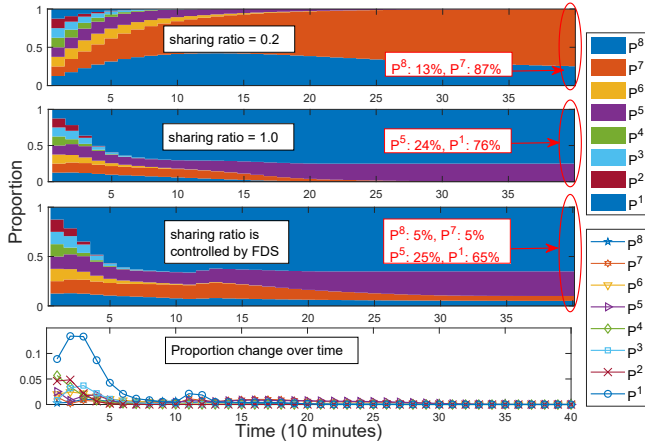 1
0.5
0
sharing ratio = 0.2
P8: 13%, P7: 87%
5 10 15 20 25 30 35
1
0.5
0
sharing ratio = 1.0
P5: 24%, P1: 76%
5 10 15 20 25 30 35
Proportion
1
0.5
0
sharing ratio is
controlled by FDS
P8: 5%, P7: 5%
P5: 25%, P1: 65%
5 10 15 20 25 30 35
0.1
0.05
0
Proportion change over time
5 10 15 20 25 30 35 40
Time (10 minutes)
P8
P7
P6
P5
P4
P3
P2
P1
P8
P7
P6
P5
P4
P3
P2
P1